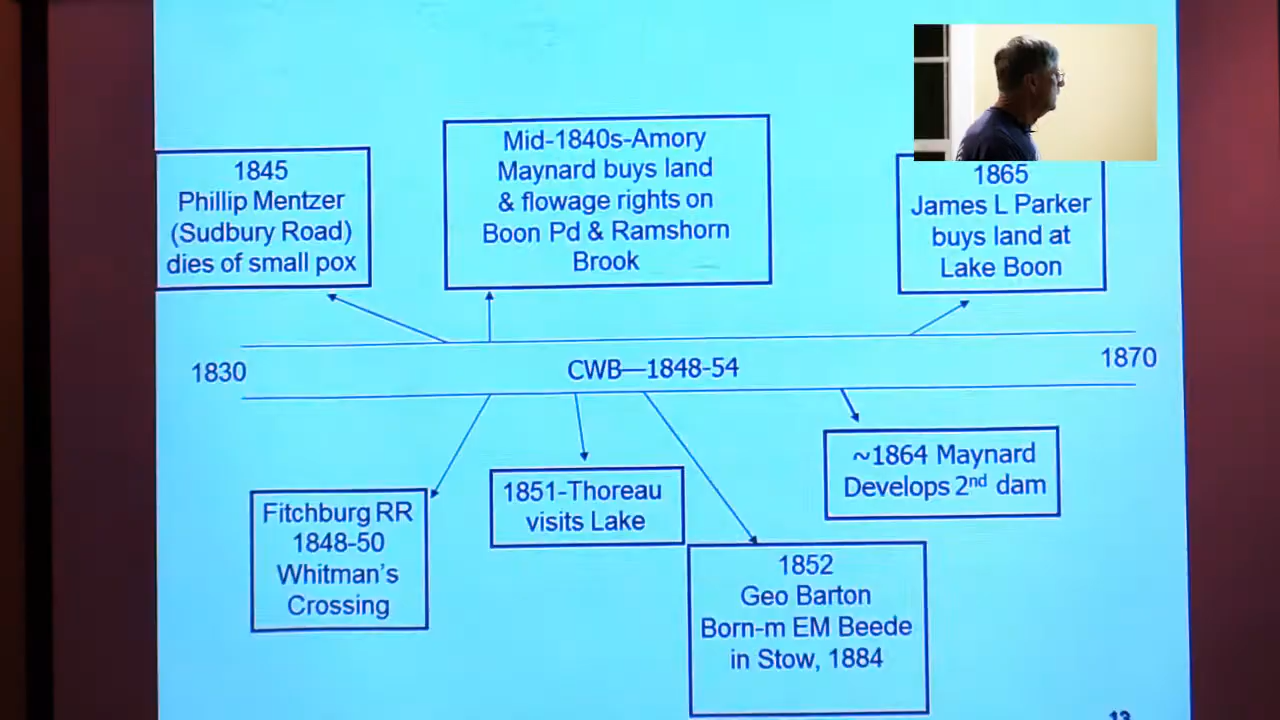 1845
Phillip Mentzer
(Sudbury Road)
dies of small pox
Mid-1840s-Amory
Maynard buys land
& flowage rights on
Boon Pd & Ramshorn
Brook
1865
James L Parker
buys land at
Lake Boon
1830
CWB—1848-54
1870
Fitchburg RR
1848-50
Whitman's
Crossing
1851-Thoreau
visits Lake
1852
Geo Barton
Born-m EM Beede
in Stow, 1884
~1864 Maynard
Develops 2nd dam
13